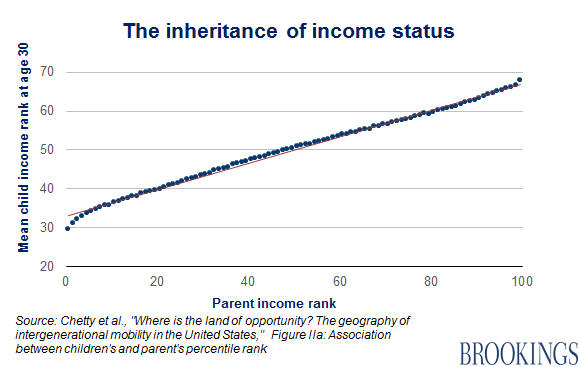 The inheritance of income status
Mean child income rank at age 30
70
60
50
40
30
20
0
20
40
60
80
100
Parent income rank
Source: Chetty et al., "Where is the land of opportunity? The geography of
intergenerational mobility in the United States," Figure IIa: Association
between children's and parent's percentile rank
BROOKINGS